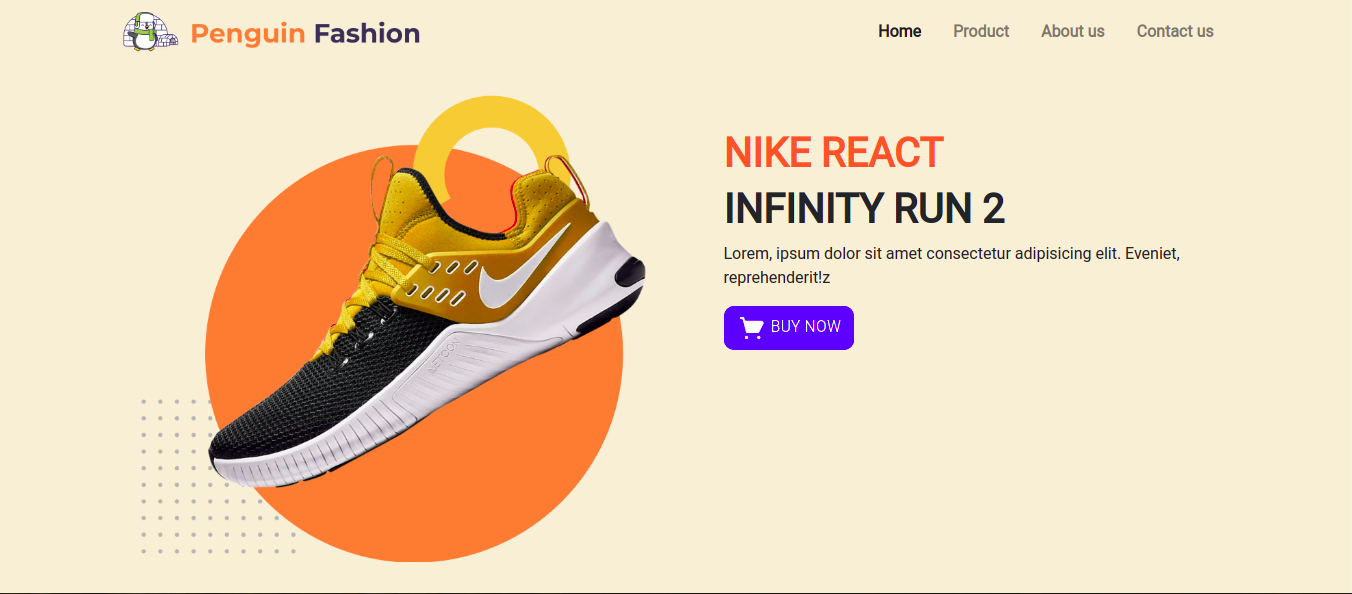 Penguin Fashion
Home Product About us Contact us
NIKE REACT
INFINITY RUN 2
Lorem, ipsum dolor sit amet consectetur adipisicing elit. Eveniet,
reprehenderit!z
BUY NOW